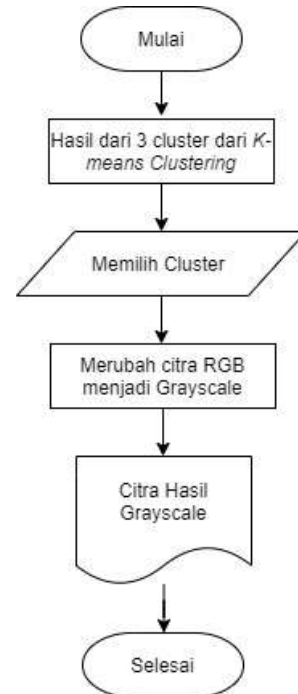 Mulai
Hasil dari 3 cluster dari K-
means Clustering
Memilih Cluster
Merubah citra RGB
menjadi Grayscale
Citra Hasil
Grayscale
Selesai